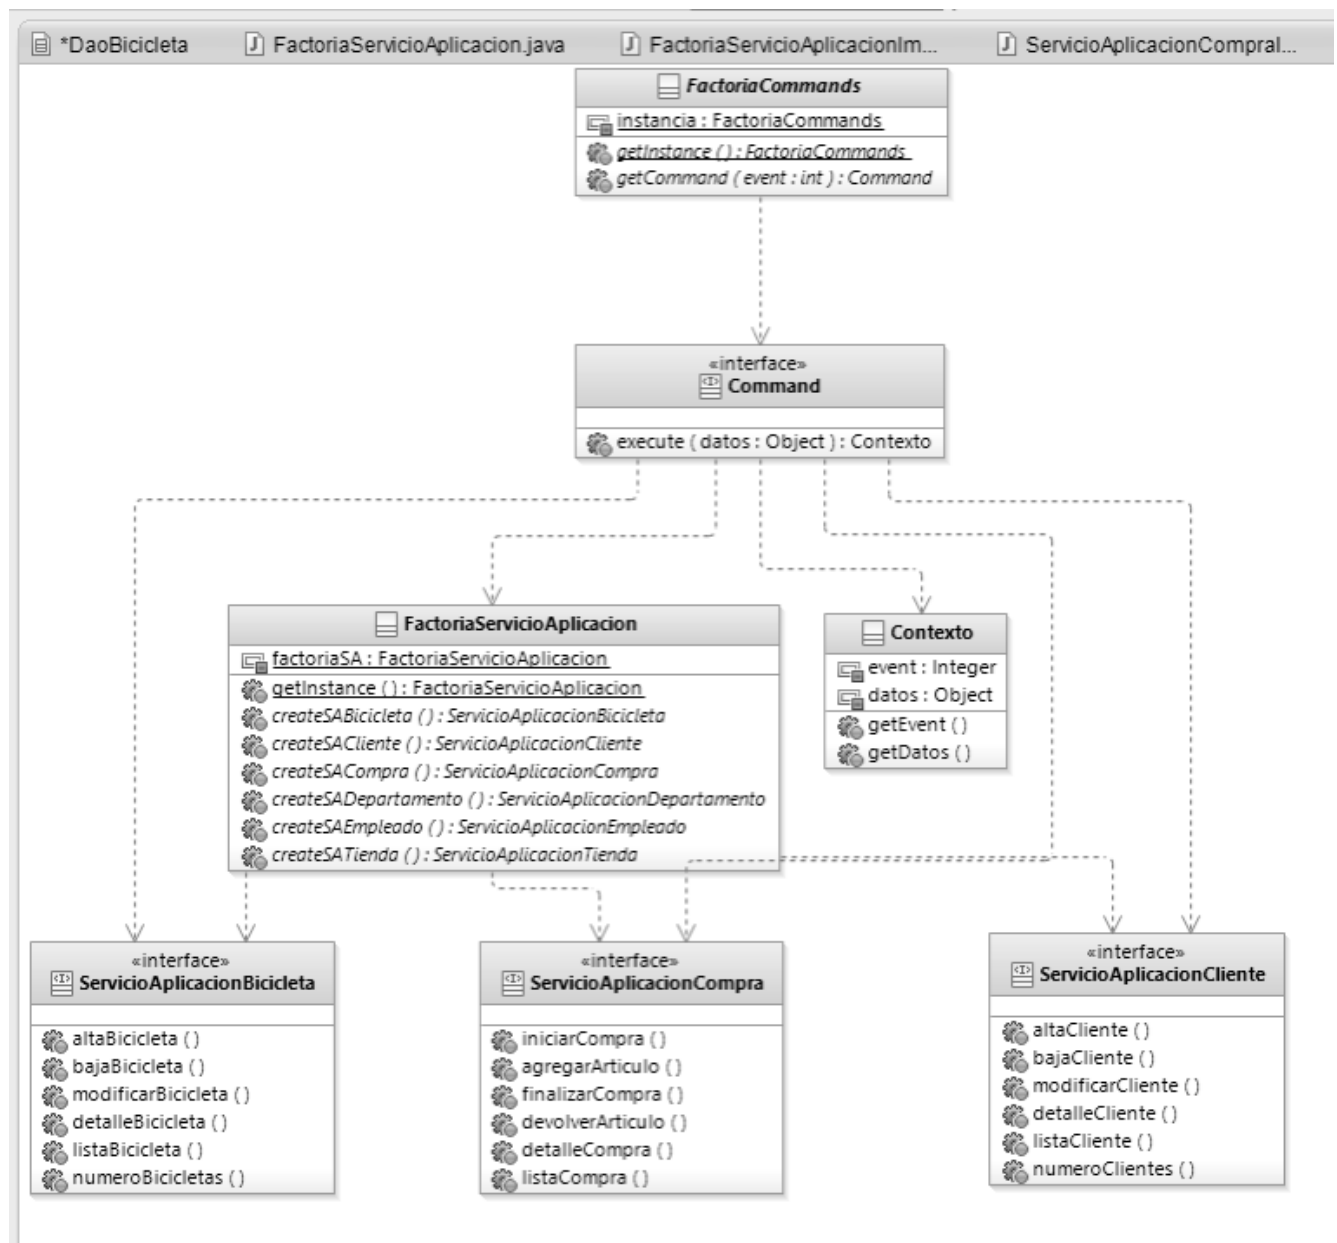 *DaoBicicleta
FactoriaServicioAplicacion.java
FactoriaServicioAplicacionIm...
ServicioAplicacionCompraI...
FactoriaCommands
instancia : FactoriaCommands
getInstance ( ) : FactoriaCommands
getCommand ( event : int ) : Command
«interface»
Command
execute ( datos : Object ) : Contexto
FactoriaServicioAplicacion
factoriaSA : FactoriaServicioAplicacion
getInstance ( ) : FactoriaServicioAplicacion
createSABicicleta ( ) : ServicioAplicacionBicicleta
createSACliente ( ) : ServicioAplicacionCliente
createSACompra ( ) : ServicioAplicacionCompra
createSADepartamento ( ) : ServicioAplicacionDepartamento
createSAEmpleado ( ) : ServicioAplicacionEmpleado
createSATienda ( ) : ServicioAplicacionTienda
Contexto
event : Integer
datos : Object
getEvent ( )
getDatos ( )
«interface»
ServicioAplicacionBicicleta
altaBicicleta ( )
bajaBicicleta ( )
modificarBicicleta ( )
detalleBicicleta ( )
listaBicicleta ( )
numeroBicicletas ( )
«interface»
ServicioAplicacionCompra
iniciarCompra ( )
agregarArticulo ( )
finalizarCompra ( )
devolverArticulo ( )
detalleCompra ( )
listaCompra ( )
«interface»
ServicioAplicacionCliente
altaCliente ( )
bajaCliente ( )
modificarCliente ( )
detalleCliente ( )
listaCliente ( )
numeroClientes ( )